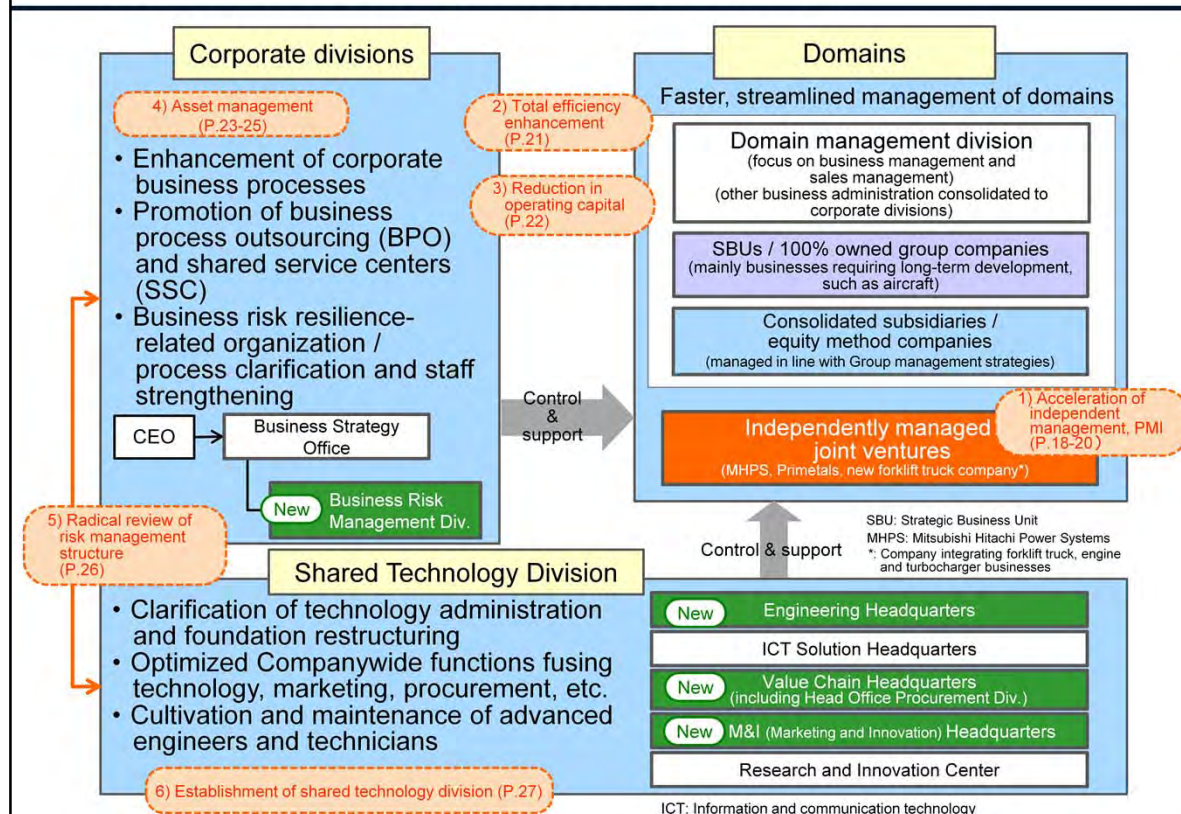 Corporate divisions
4) Asset management
(P.23-25)
• Enhancement of corporate
business processes
• Promotion of business
process outsourcing (BPO)
and shared service centers
(SSC)
• Business risk resilience-
related organization /
process clarification and staff
strengthening
CEO
Business Strategy
Office
New
Business Risk
Management Div.
2) Total efficiency
enhancement
(P.21)
3) Reduction in
operating capital
(P.22)
Control
&
support
Domains
Faster, streamlined management of domains
Domain management division
(focus on business management and
sales management)
(other business administration consolidated to
corporate divisions)
SBUs / 100% owned group companies
(mainly businesses requiring long-term development,
such as aircraft)
Consolidated subsidiaries /
equity method companies
(managed in line with Group management strategies)
1) Acceleration of
independent
management, PMI
(P.18-20)
Independently managed
joint ventures
(MHPS, Primetals, new forklift truck company*)
5) Radical review of
risk management
structure
(P.26)
Control & support
SBU: Strategic Business Unit
MHPS: Mitsubishi Hitachi Power Systems
*: Company integrating forklift truck, engine
and turbocharger businesses
Shared Technology Division
• Clarification of technology administration
and foundation restructuring
• Optimized Companywide functions fusing
technology, marketing, procurement, etc.
• Cultivation and maintenance of advanced
engineers and technicians
6) Establishment of shared technology division (P.27)
New
Engineering Headquarters
ICT Solution Headquarters
New
Value Chain Headquarters
(including Head Office Procurement Div.)
New
M&I (Marketing and Innovation) Headquarters
Research and Innovation Center
ICT: Information and communication technology